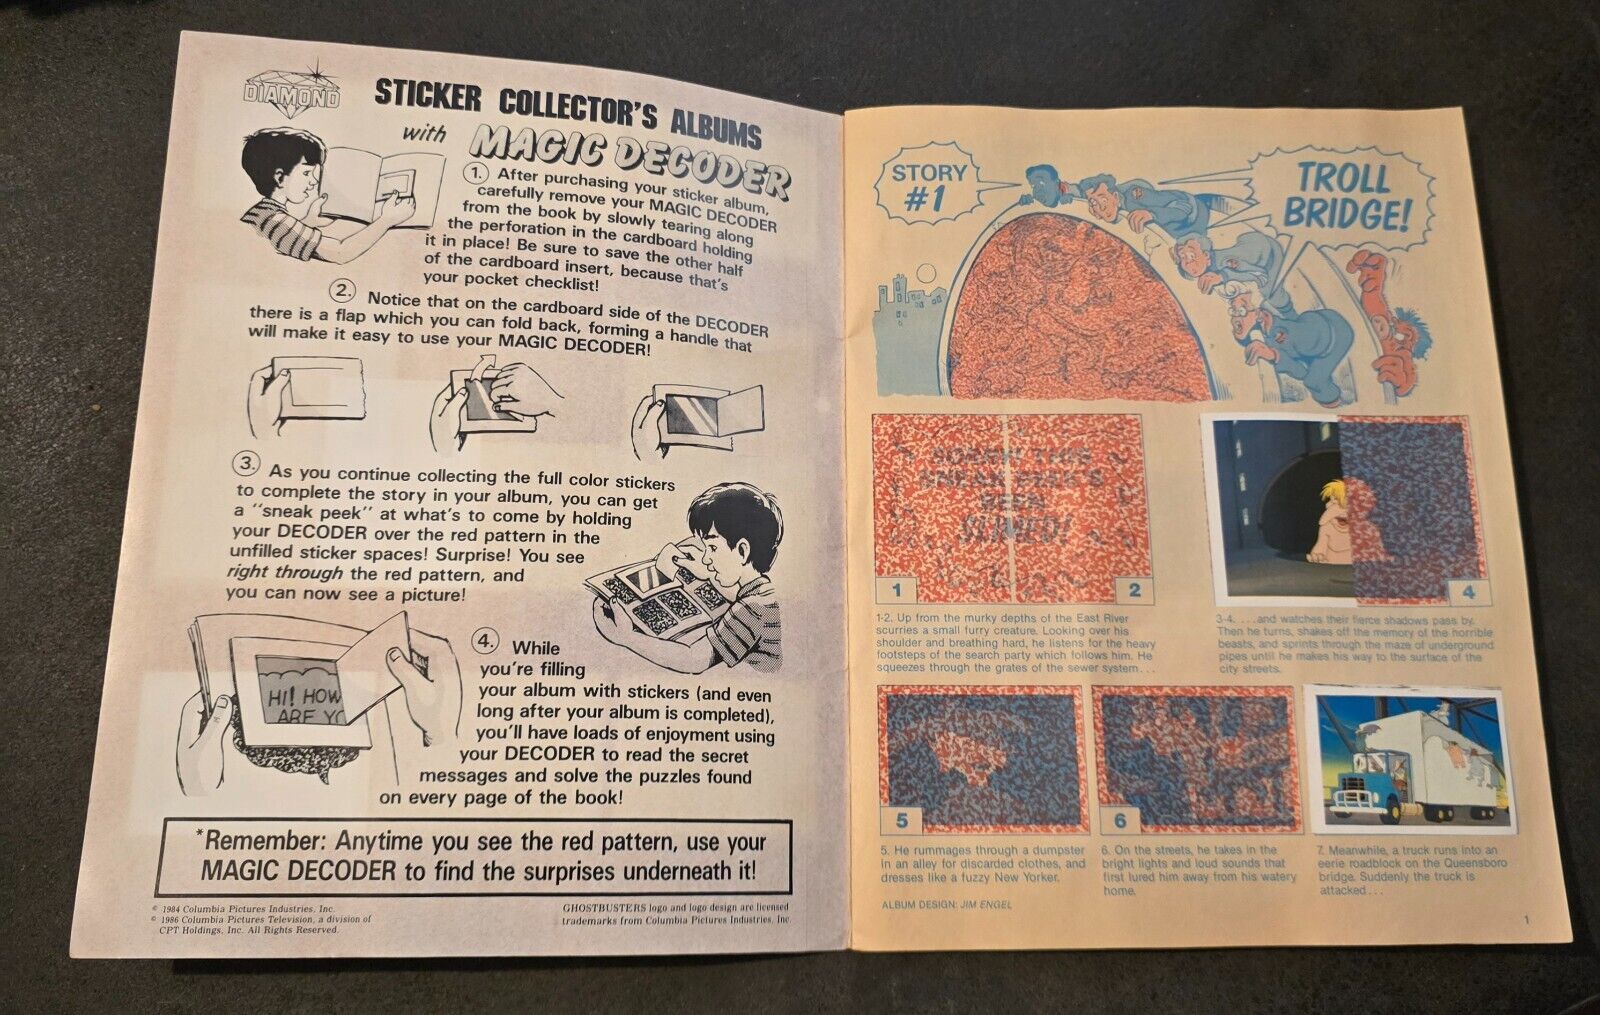 DIAMOND
STICKER COLLECTOR'S ALBUMS
with
MAGIC DECODER
1. After purchasing your sticker album,
carefully remove your MAGIC DECODER
from the book by slowly tearing along
the perforation in the cardboard holding
it in place! Be sure to save the other half
of the cardboard insert, because that's
your pocket checklist!
2. Notice that on the cardboard side of the DECODER
there is a flap which you can fold back, forming a handle that
will make it easy to use your MAGIC DECODER!
3. As you continue collecting the full color stickers
to complete the story in your album, you can get
a "sneak peek" at what's to come by holding
your DECODER over the red pattern in the
unfilled sticker spaces! Surprise! You see
right through the red pattern, and
you can now see a picture!
HI! HOW
ARE YO
4. While
you're filling
your album with stickers (and even
long after your album is completed),
you'll have loads of enjoyment using
your DECODER to read the secret
messages and solve the puzzles found
on every page of the book!
*Remember: Anytime you see the red pattern, use your
MAGIC DECODER to find the surprises underneath it!
© 1984 Columbia Pictures Industries, Inc.
© 1986 Columbia Pictures Television, a division of
CPT Holdings, Inc. All Rights Reserved.
GHOSTBUSTERS logo and logo design are licensed
trademarks from Columbia Pictures Industries, Inc.
STORY
#1
TROLL
BRIDGE!
THIS
SNEAK PEEK'S
BEEN
SLIMED!
1
2
4
1-2. Up from the murky depths of the East River
scurries a small furry creature. Looking over his
shoulder and breathing hard, he listens for the heavy
footsteps of the search party which follows him. He
squeezes through the grates of the sewer system...
3-4. ...and watches their fierce shadows pass by.
Then he turns, shakes off the memory of the horrible
beasts, and sprints through the maze of underground
pipes until he makes his way to the surface of the
city streets.
5
6
5. He rummages through a dumpster
in an alley for discarded clothes, and
dresses like a fuzzy New Yorker.
6. On the streets, he takes in the
bright lights and loud sounds that
first lured him away from his watery
home.
7. Meanwhile, a truck runs into an
eerie roadblock on the Queensboro
bridge. Suddenly the truck is
attacked...
ALBUM DESIGN: JIM ENGEL
1